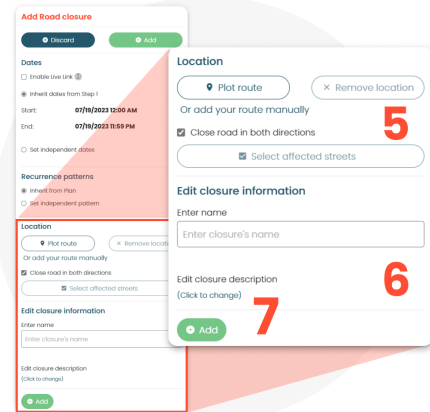 Add Road closure
Discard
Add
Dates
Enable Live Link
Inherit dates from Step 1
Start: 07/19/2023 12:00 AM
End: 07/19/2023 11:59 PM
Set independent dates
Recurrence patterns
Inherit from Plan
Set independent pattern
Location
Plot route
× Remove locati
Or add your route manually
Close road in both directions
Select affected streets
Edit closure information
Enter name
Enter closure's name
Edit closure description
(Click to change)
Add
Location
Plot route
× Remove location
Or add your route manually
5
Close road in both directions
Select affected streets
Edit closure information
Enter name
Enter closure's name
Edit closure description
6
(Click to change)
7
Add